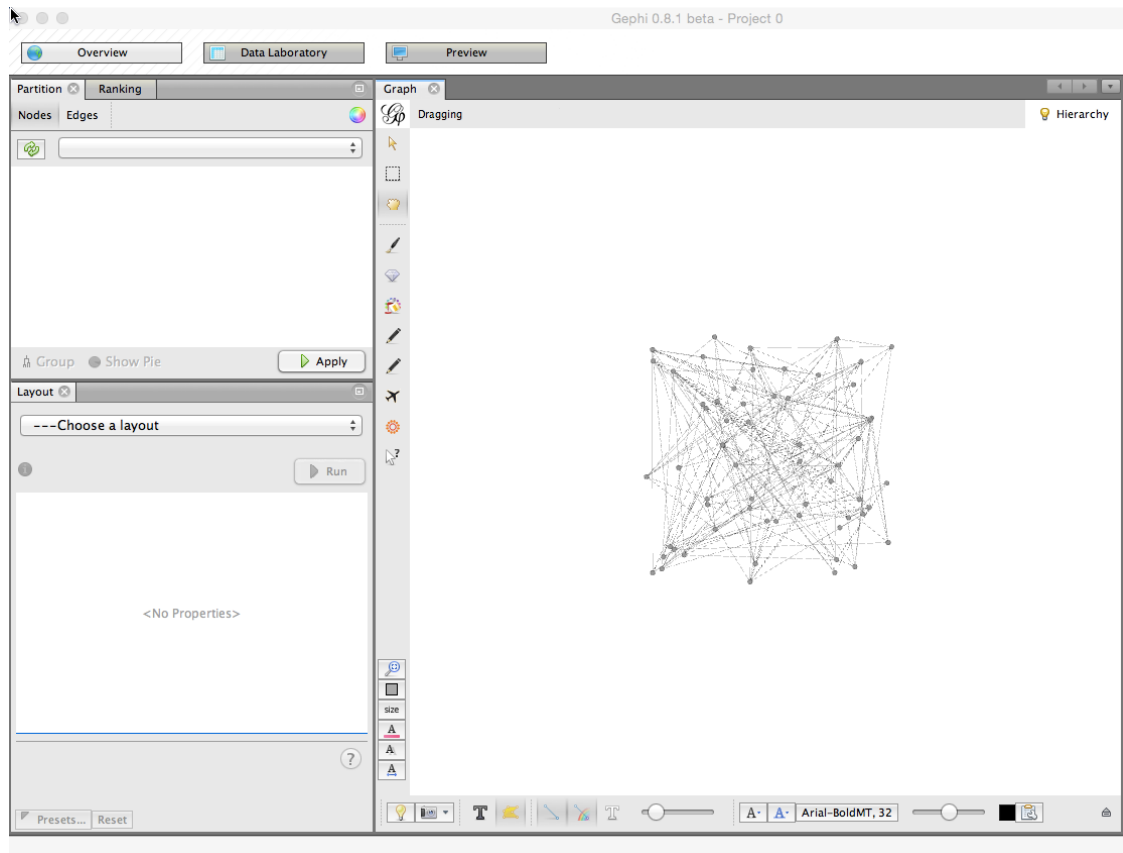 Gephi 0.8.1 beta - Project 0
Overview
Data Laboratory
Preview
Partition
Ranking
Graph
Nodes
Edges
Dragging
Hierarchy
Group
Show Pie
Apply
Layout
---Choose a layout
Run
<No Properties>
size
A
A
A
?
Presets...
Reset
T
T
A-
A-
Arial-BoldMT, 32